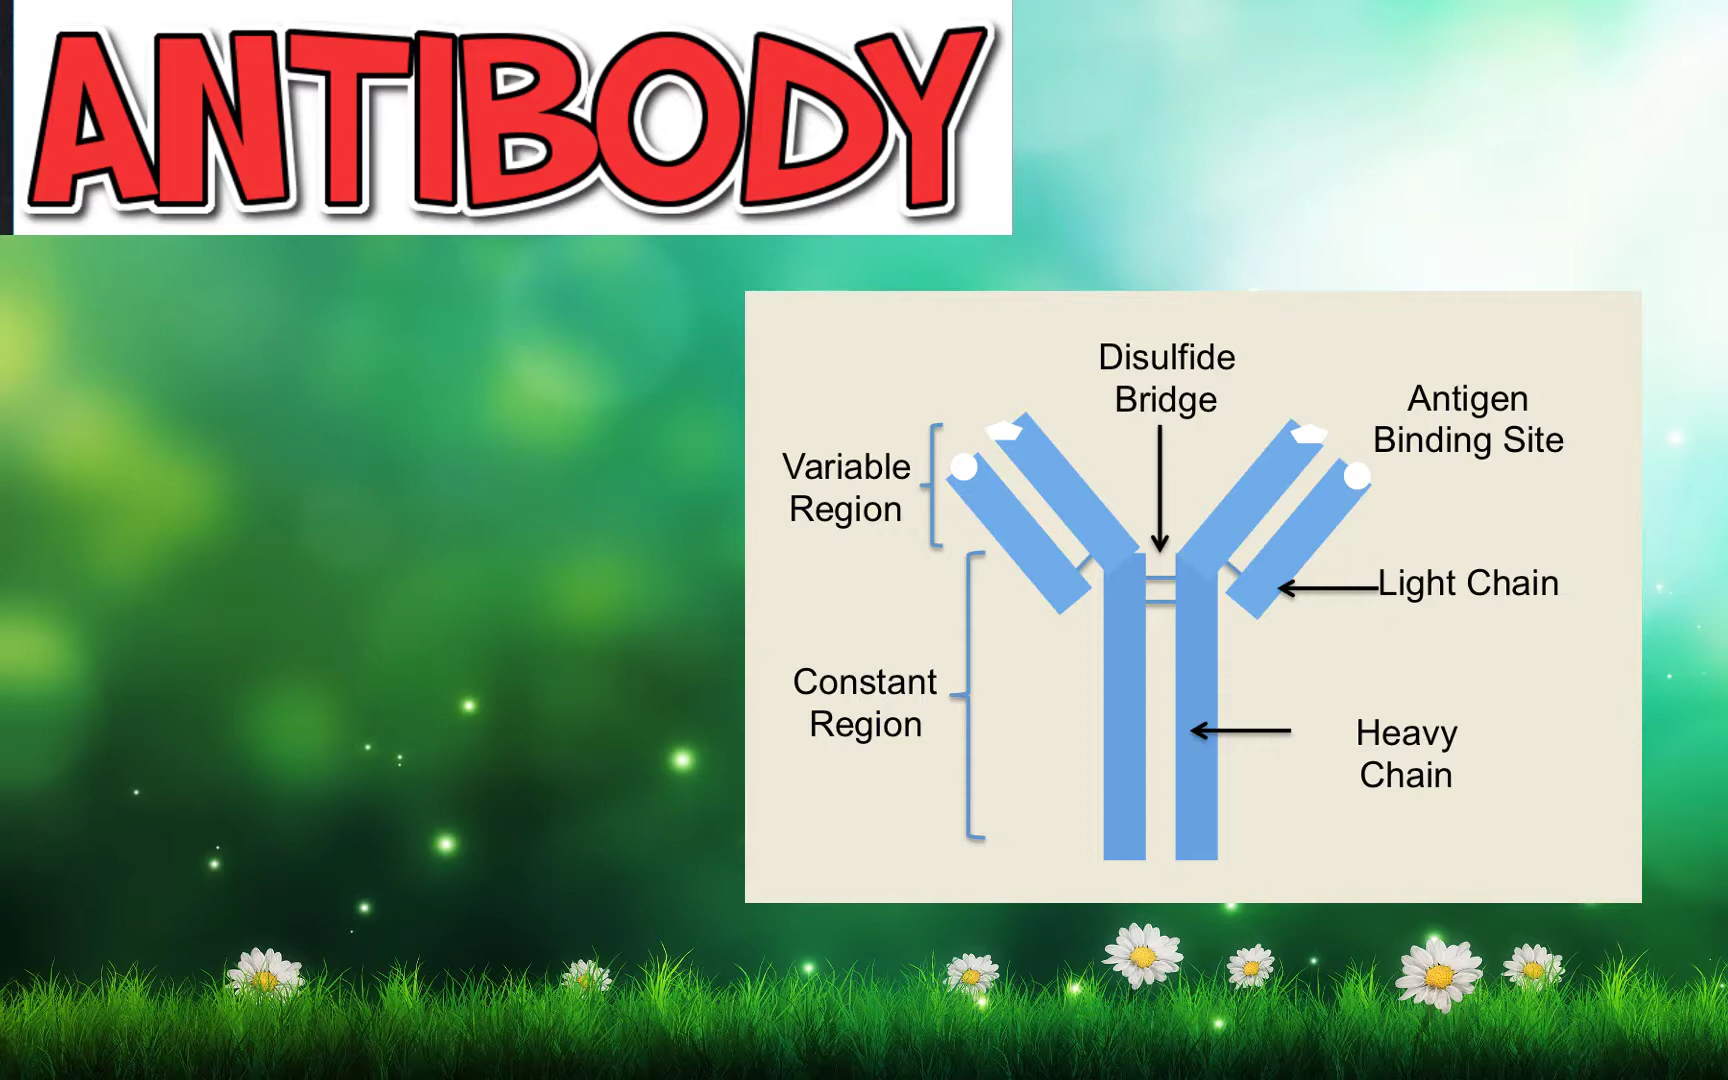 ANTIBODY
Disulfide
Bridge
Antigen
Binding Site
Variable
Region
Light Chain
Constant
Region
Heavy
Chain